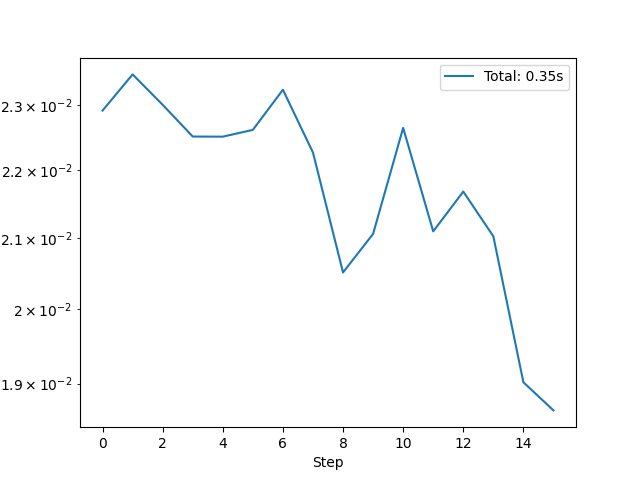 Total: 0.35s
2.3 × 10⁻²
2.2 × 10⁻²
2.1 × 10⁻²
2 × 10⁻²
1.9 × 10⁻²
0 2 4 6 8 10 12 14
Step